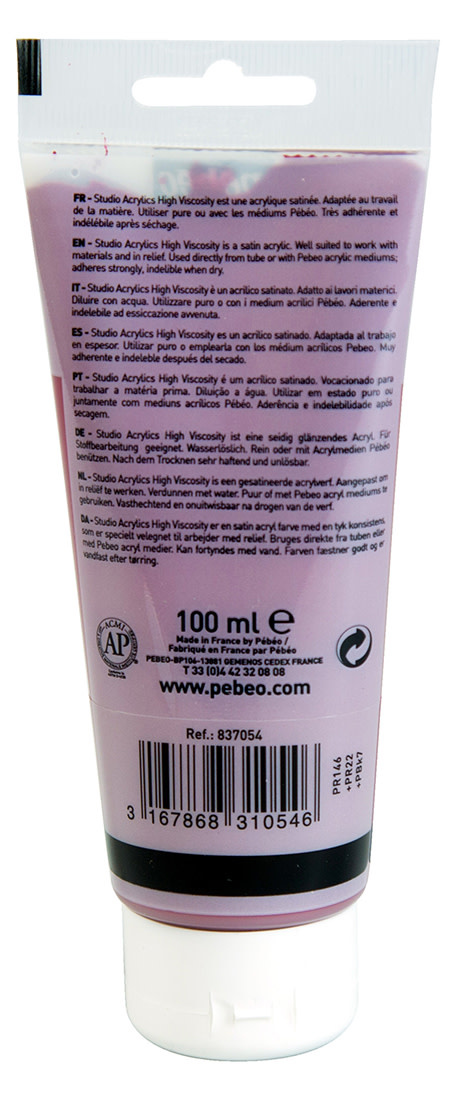 FR - Studio Acrylics High Viscosity est une acrylique satinée. Adaptée au travail
de la matière. Utiliser pure ou avec les médiums Pébéo. Très adhérente et
indélébile après séchage.
EN - Studio Acrylics High Viscosity is a satin acrylic. Well suited to work with
materials and in relief. Used directly from tube or with Pebeo acrylic mediums;
adheres strongly, indelible when dry.
IT - Studio Acrylics High Viscosity è un acrilico satinato. Adatto ai lavori materici.
Diluire con acqua. Utilizzare puro o con i medium acrilici Pébéo. Aderente e
indelebile ad essiccazione avvenuta.
ES - Studio Acrylics High Viscosity es un acrílico satinado. Adaptada al trabajo
en espesor. Utilizar puro o emplearla con los médium acrílicos Pebeo. Muy
adherente e indeleble después del secado.
PT - Studio Acrylics High Viscosity é um acrílico satinado. Vocacionado para
trabalhar a matéria prima. Diluição a água. Utilizar em estado puro ou
juntamente com mediuns acrílicos Pébéo. Aderência e indelebilidade após
secagem.
DE - Studio Acrylics High Viscosity ist eine seidig glänzendes Acryl. Für
Stoffbearbeitung geeignet. Wasserlöslich. Rein oder mit Acrylmedien Pébéo
benützen. Nach dem Trocknen sehr haftend und unlösbar.
NL - Studio Acrylics High Viscosity is een gesatineerde acrylverf. Aangepast om
in reliëf te werken. Verdunnen met water. Puur of met Pebeo acryl mediums te
gebruiken. Vasthechtend en onuitwisbaar na drogen van de verf.
DA - Studio Acrylics High Viscosity er en satin acryl farve med en tyk konsistens,
som er specielt velegnet til arbejder med relief. Bruges direkte fra tuben eller
med Pebeo acryl medier. Kan fortyndes med vand. Farven fæstner godt og er
vandfast efter tørring.
ACMI
AP
100 ml e
Made in France by Pébéo /
Fabriqué en France par Pébéo
PEBEO-BP106-13881 GEMENOS CEDEX FRANCE
T 33 (0)4 42 32 08 08
www.pebeo.com
Ref.: 837054
PR146
+PR22
+PBk7
3 167868 310546